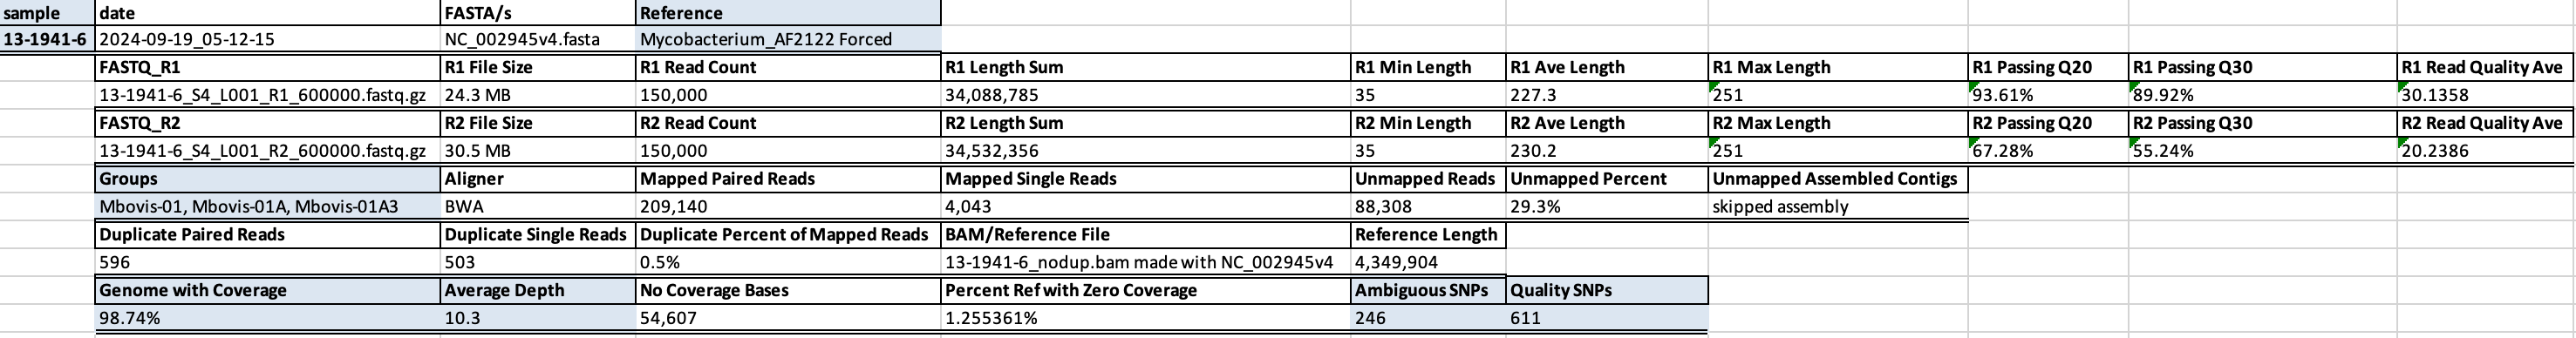 sample date FASTA/s Reference
13-1941-6 2024-09-19_05-12-15 NC_002945v4.fasta Mycobacterium_AF2122 Forced
FASTQ_R1 R1 File Size R1 Read Count R1 Length Sum R1 Min Length R1 Ave Length R1 Max Length R1 Passing Q20 R1 Passing Q30 R1 Read Quality Ave
13-1941-6_S4_L001_R1_600000.fastq.gz 24.3 MB 150,000 34,088,785 35 227.3 251 93.61% 89.92% 30.1358
FASTQ_R2 R2 File Size R2 Read Count R2 Length Sum R2 Min Length R2 Ave Length R2 Max Length R2 Passing Q20 R2 Passing Q30 R2 Read Quality Ave
13-1941-6_S4_L001_R2_600000.fastq.gz 30.5 MB 150,000 34,532,356 35 230.2 251 67.28% 55.24% 20.2386
Groups Aligner Mapped Paired Reads Mapped Single Reads Unmapped Reads Unmapped Percent Unmapped Assembled Contigs
Mbovis-01, Mbovis-01A, Mbovis-01A3 BWA 209,140 4,043 88,308 29.3% skipped assembly
Duplicate Paired Reads Duplicate Single Reads Duplicate Percent of Mapped Reads BAM/Reference File Reference Length
596 503 0.5% 13-1941-6_nodup.bam made with NC_002945v4 4,349,904
Genome with Coverage Average Depth No Coverage Bases Percent Ref with Zero Coverage Ambiguous SNPs Quality SNPs
98.74% 10.3 54,607 1.255361% 246 611